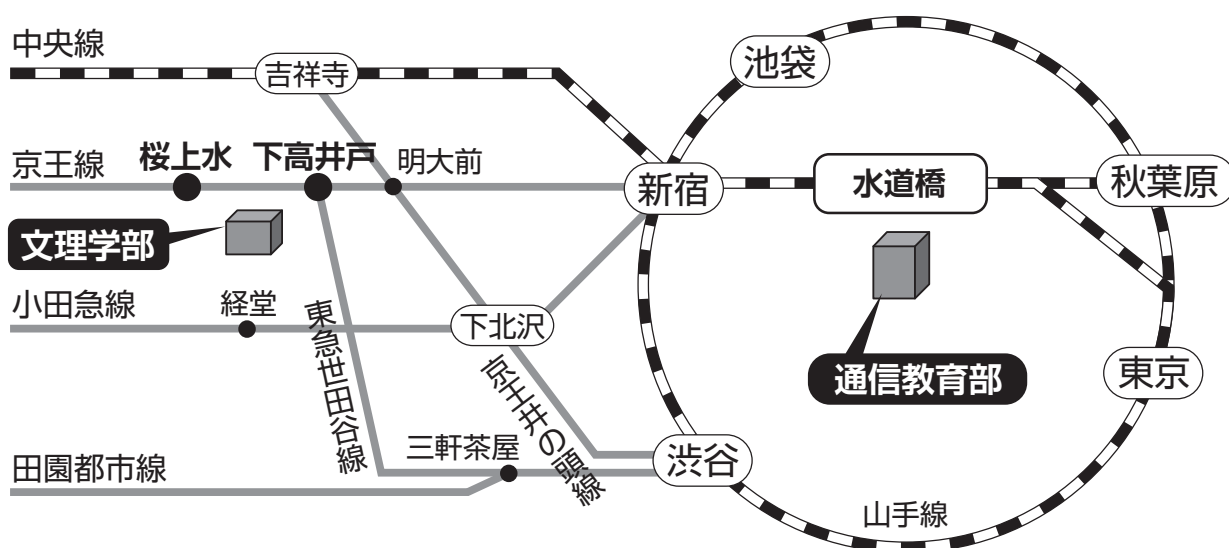 中央線
吉祥寺
池袋
京王線
桜上水
下高井戸
明大前
新宿
水道橋
秋葉原
文理学部
小田急線
経堂
東急世田谷線
下北沢
京王井の頭線
通信教育部
東京
田園都市線
三軒茶屋
渋谷
山手線